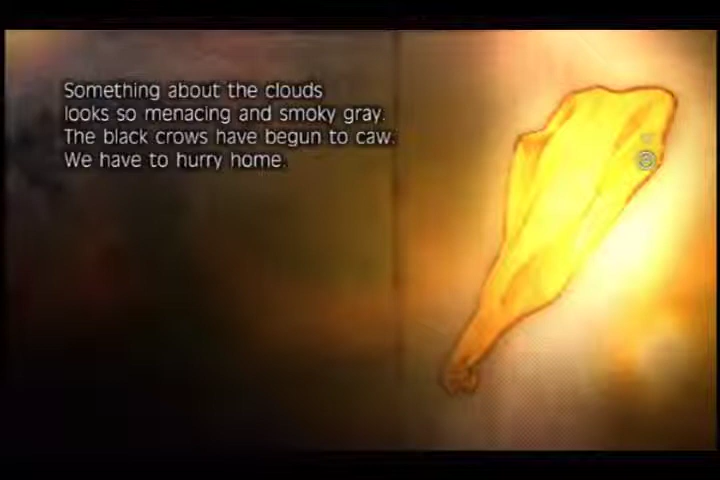 Something about the clouds
looks so menacing and smoky gray.
The black crows have begun to caw.
We have to hurry home.